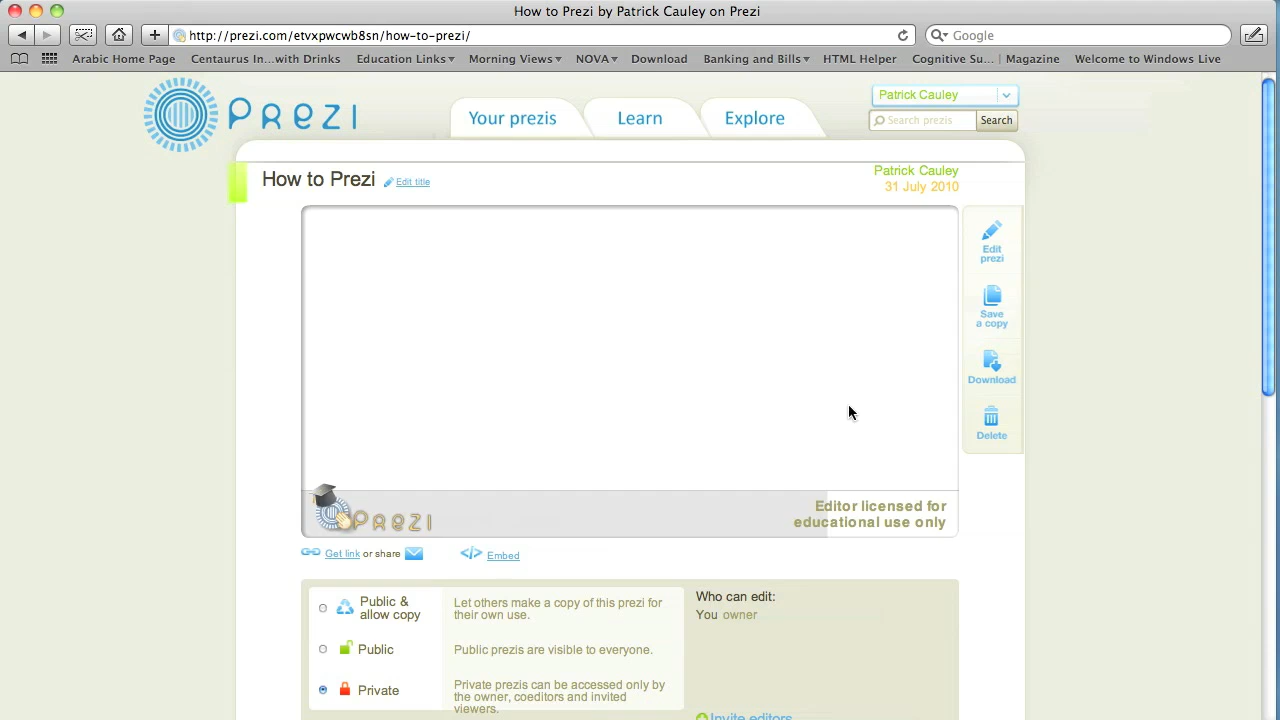 How to Prezi by Patrick Cauley on Prezi
http://prezi.com/etvxpwcwb8sn/how-to-prezi/
Google
Arabic Home Page Centaurus In...with Drinks Education Links Morning Views NOVA Download Banking and Bills HTML Helper Cognitive Su... Magazine Welcome to Windows Live
PREZI
Your prezis Learn Explore
Patrick Cauley
Search prezis Search
How to Prezi Edit title
Patrick Cauley
31 July 2010
Edit
prezi
Save
a copy
Download
Delete
PREZI
Editor licensed for
educational use only
Get link or share
</> Embed
Public &
allow copy
Let others make a copy of this prezi for
their own use.
Public
Public prezis are visible to everyone.
Private
Private prezis can be accessed only by
the owner, coeditors and invited
viewers.
Who can edit:
You owner
Invite editors